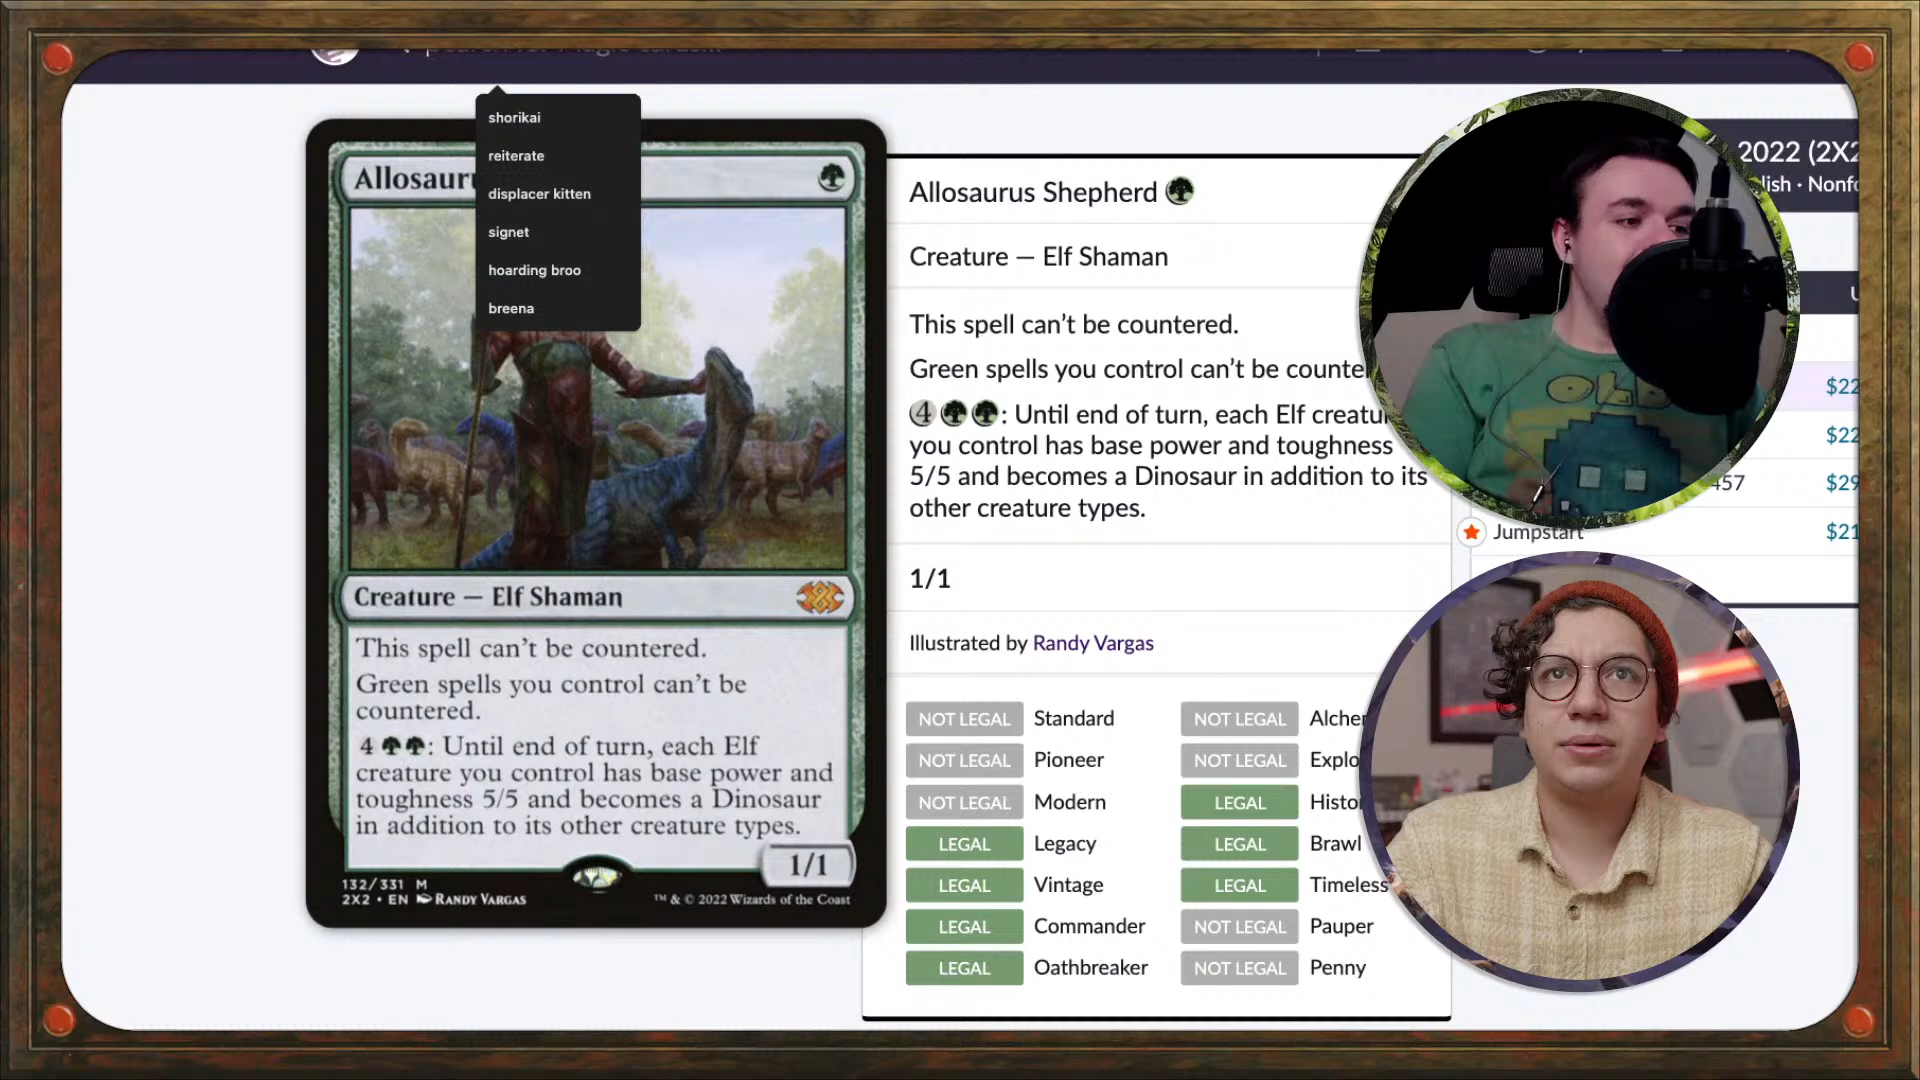 shorikai
reiterate
displacer kitten
signet
hoarding broo
breena
Allosaur
Creature — Elf Shaman
This spell can't be countered.
Green spells you control can't be
countered.
4 : Until end of turn, each Elf
creature you control has base power and
toughness 5/5 and becomes a Dinosaur
in addition to its other creature types.
1/1
132/331 M
2X2 • EN RANDY VARGAS
™ & © 2022 Wizards of the Coast
Allosaurus Shepherd
Creature — Elf Shaman
This spell can't be countered.
Green spells you control can't be counte
4 : Until end of turn, each Elf creatu
you control has base power and toughness
5/5 and becomes a Dinosaur in addition to its
other creature types.
1/1
Illustrated by Randy Vargas
NOT LEGAL Standard NOT LEGAL Alche
NOT LEGAL Pioneer NOT LEGAL Explo
NOT LEGAL Modern LEGAL Histo
LEGAL Legacy LEGAL Brawl
LEGAL Vintage LEGAL Timeless
LEGAL Commander NOT LEGAL Pauper
LEGAL Oathbreaker NOT LEGAL Penny
2022 (2X2
lish · Nonfo
U
$22
$22
457 $29
Jumpstart $21
OLD